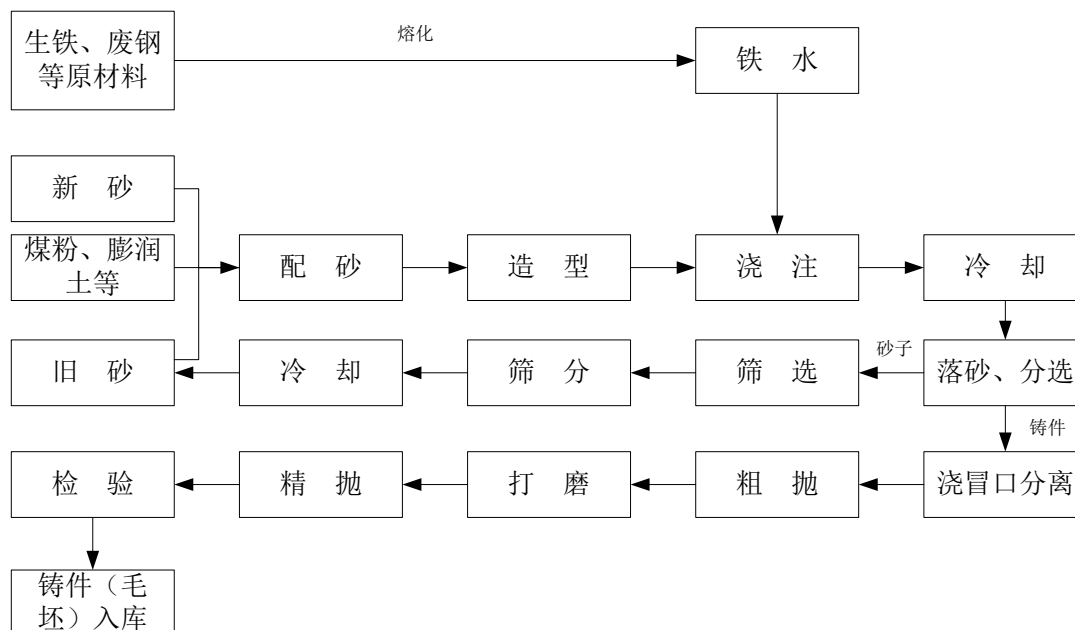 生铁、废钢
等原材料
熔化
铁 水
新 砂
煤粉、膨润
土等
配 砂
造 型
浇 注
冷 却
旧 砂
冷 却
筛 分
筛 选
砂子
落砂、分选
铸件
检 验
精 抛
打 磨
粗 抛
浇冒口分离
铸件（毛
坯）入库